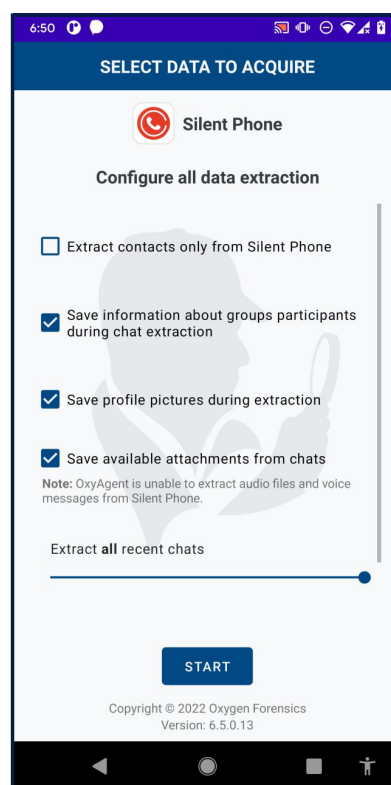 6:50
SELECT DATA TO ACQUIRE
Silent Phone
Configure all data extraction
Extract contacts only from Silent Phone
Save information about groups participants
during chat extraction
Save profile pictures during extraction
Save available attachments from chats
Note: OxyAgent is unable to extract audio files and voice
messages from Silent Phone.
Extract all recent chats
START
Copyright © 2022 Oxygen Forensics
Version: 6.5.0.13